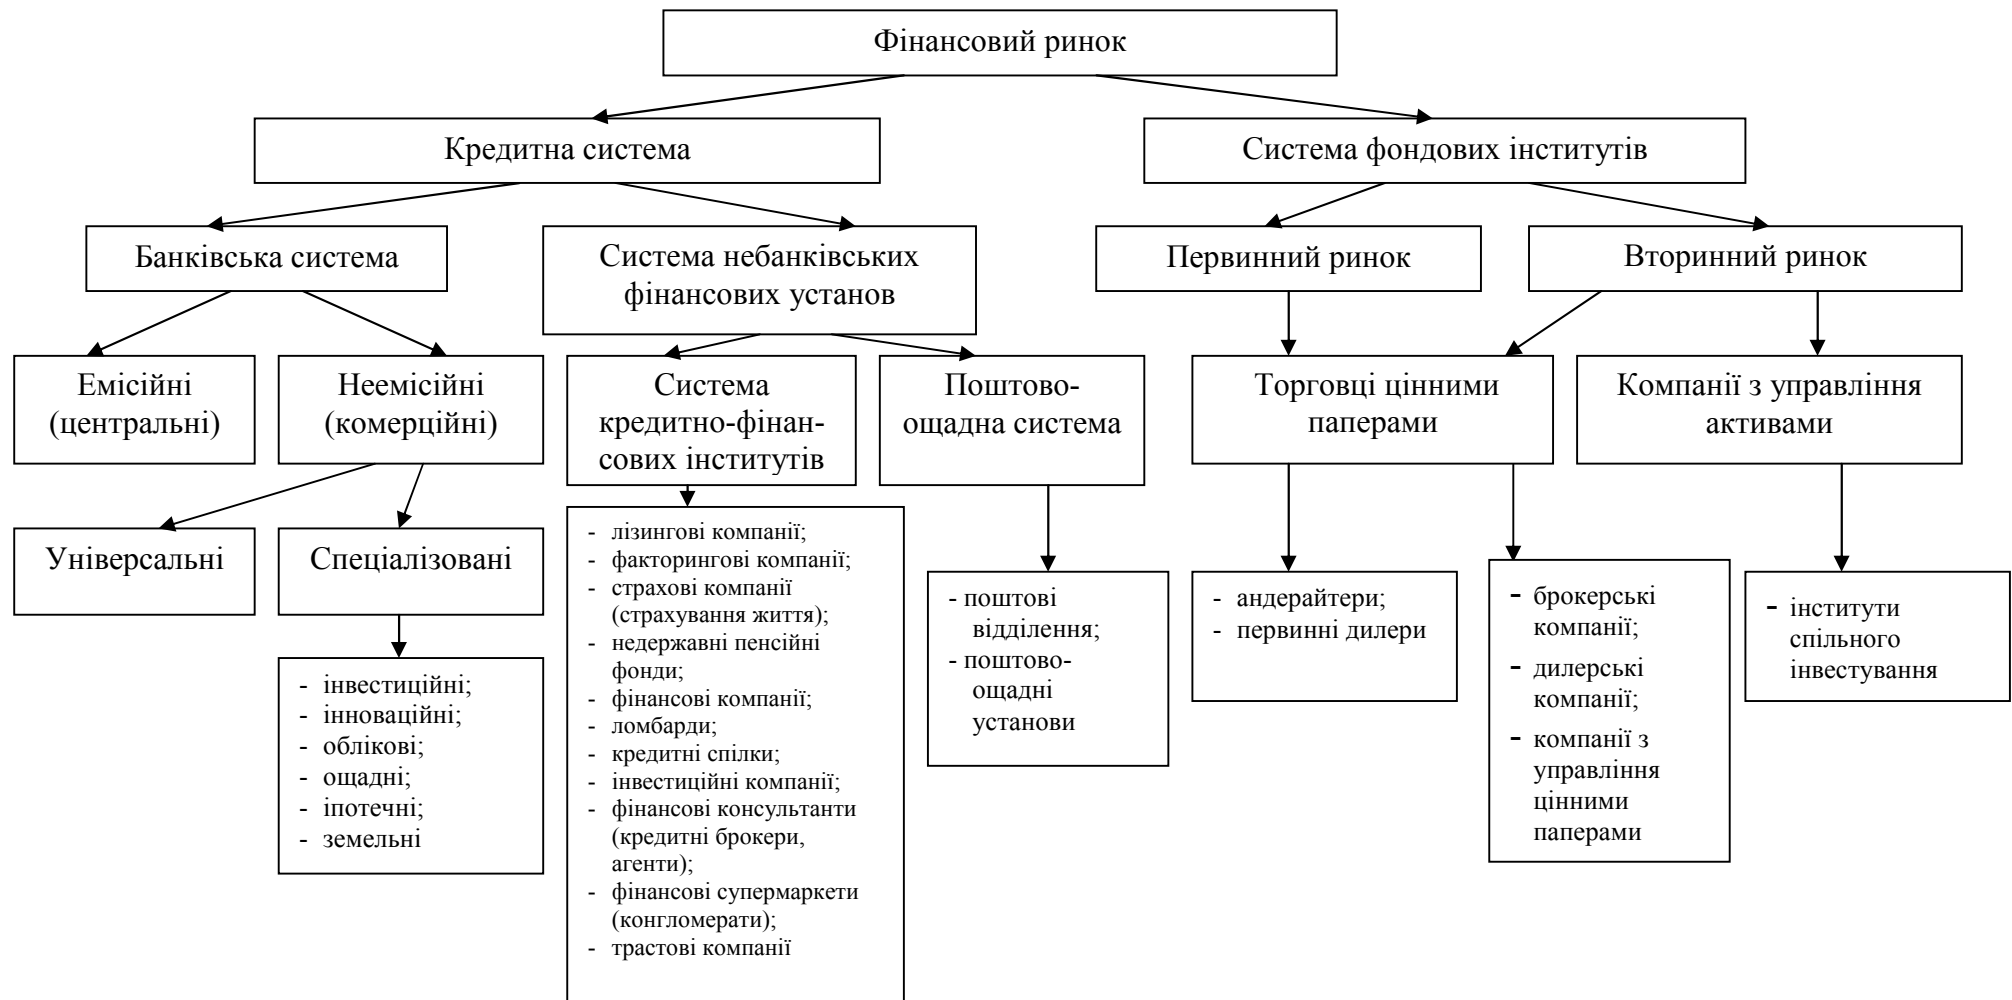 Фінансовий ринок
Кредитна система
Система фондових інститутів
Банківська система
Система небанківських
фінансових установ
Первинний ринок
Вторинний ринок
Емісійні
(центральні)
Неемісійні
(комерційні)
Система
кредитно-фінан-
сових інститутів
Поштово-
ощадна система
Торговці цінними
паперами
Компанії з управління
активами
Універсальні
Спеціалізовані
- інвестиційні;
- інноваційні;
- облікові;
- ощадні;
- іпотечні;
- земельні
- лізингові компанії;
- факторингові компанії;
- страхові компанії
(страхування життя);
- недержавні пенсійні
фонди;
- фінансові компанії;
- ломбарди;
- кредитні спілки;
- інвестиційні компанії;
- фінансові консультанти
(кредитні брокери,
агенти);
- фінансові супермаркети
(конгломерати);
- трастові компанії
- поштові
відділення;
- поштово-
ощадні
установи
- андерайтери;
- первинні дилери
- брокерські
компанії;
- дилерські
компанії;
- компанії з
управління
цінними
паперами
- інститути
спільного
інвестування